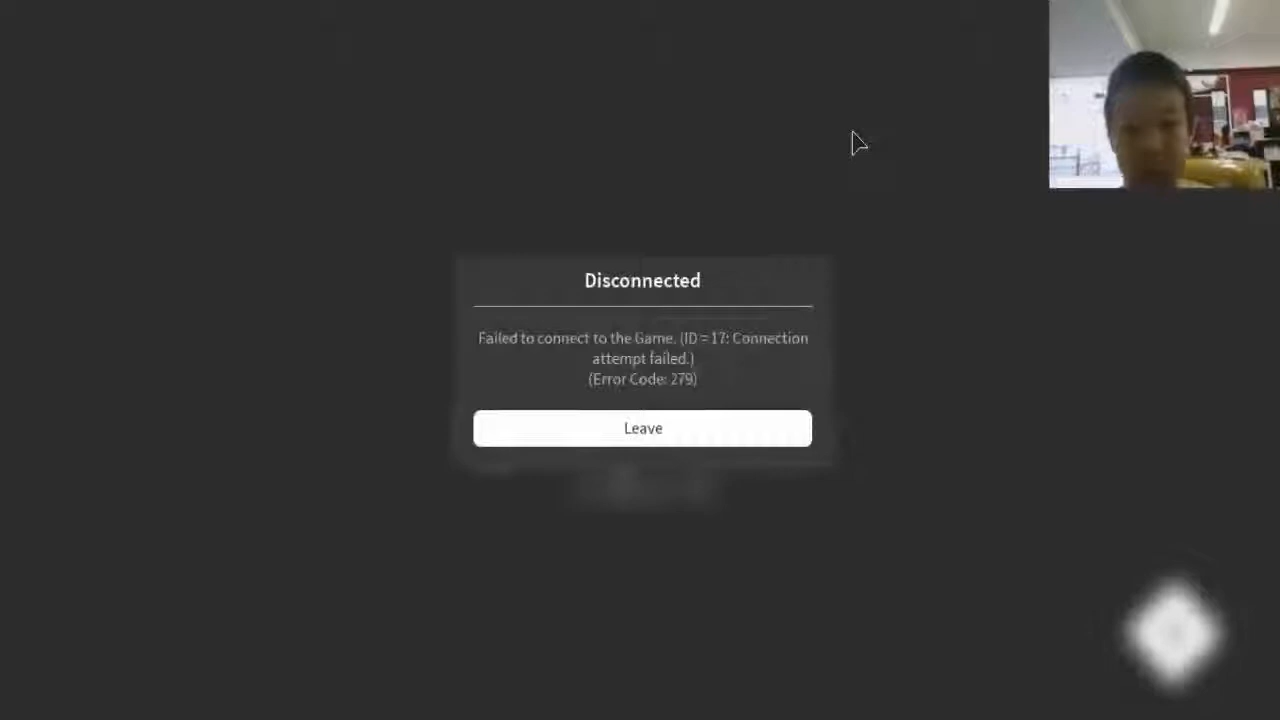 Disconnected
Failed to connect to the Game. (ID = 17: Connection
attempt failed.)
(Error Code: 279)
Leave